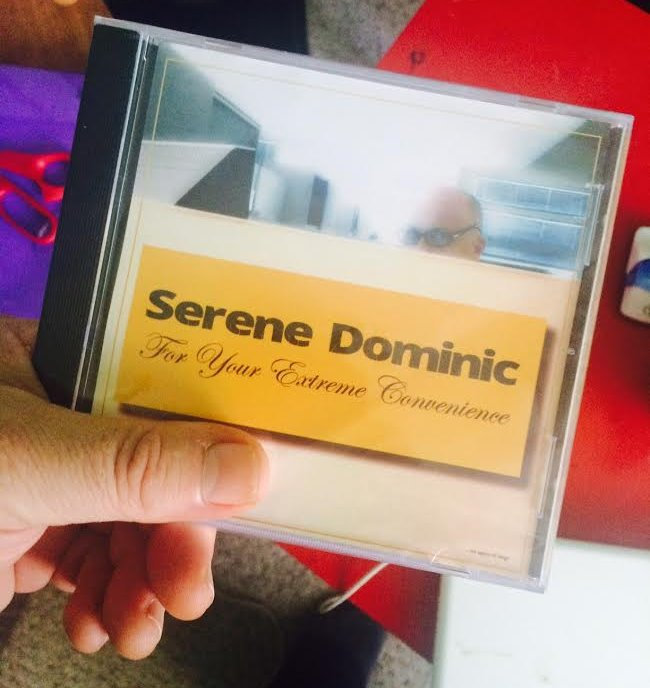 Serene Dominic
For Your Extreme Convenience